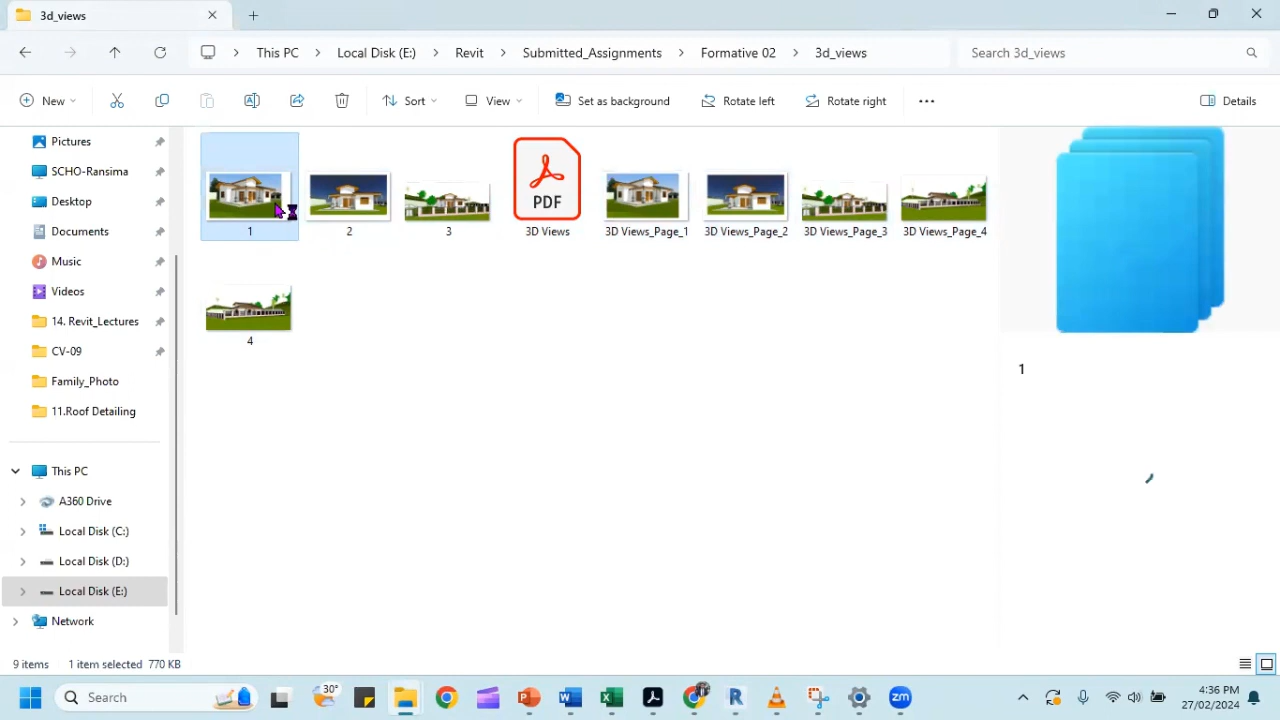 3d_views
This PC
Local Disk (E:)
Revit
Submitted_Assignments
Formative 02
3d_views
Search 3d_views
New
Sort
View
Set as background
Rotate left
Rotate right
Details
Pictures
SCHO-Ransima
Desktop
Documents
Music
Videos
14. Revit_Lectures
CV-09
Family_Photo
11.Roof Detailing
This PC
A360 Drive
Local Disk (C:)
Local Disk (D:)
Local Disk (E:)
Network
PDF
1
2
3
3D Views
3D Views_Page_1
3D Views_Page_2
3D Views_Page_3
3D Views_Page_4
4
1
9 items
1 item selected 770 KB
Search
30°
zm
4:36 PM
27/02/2024